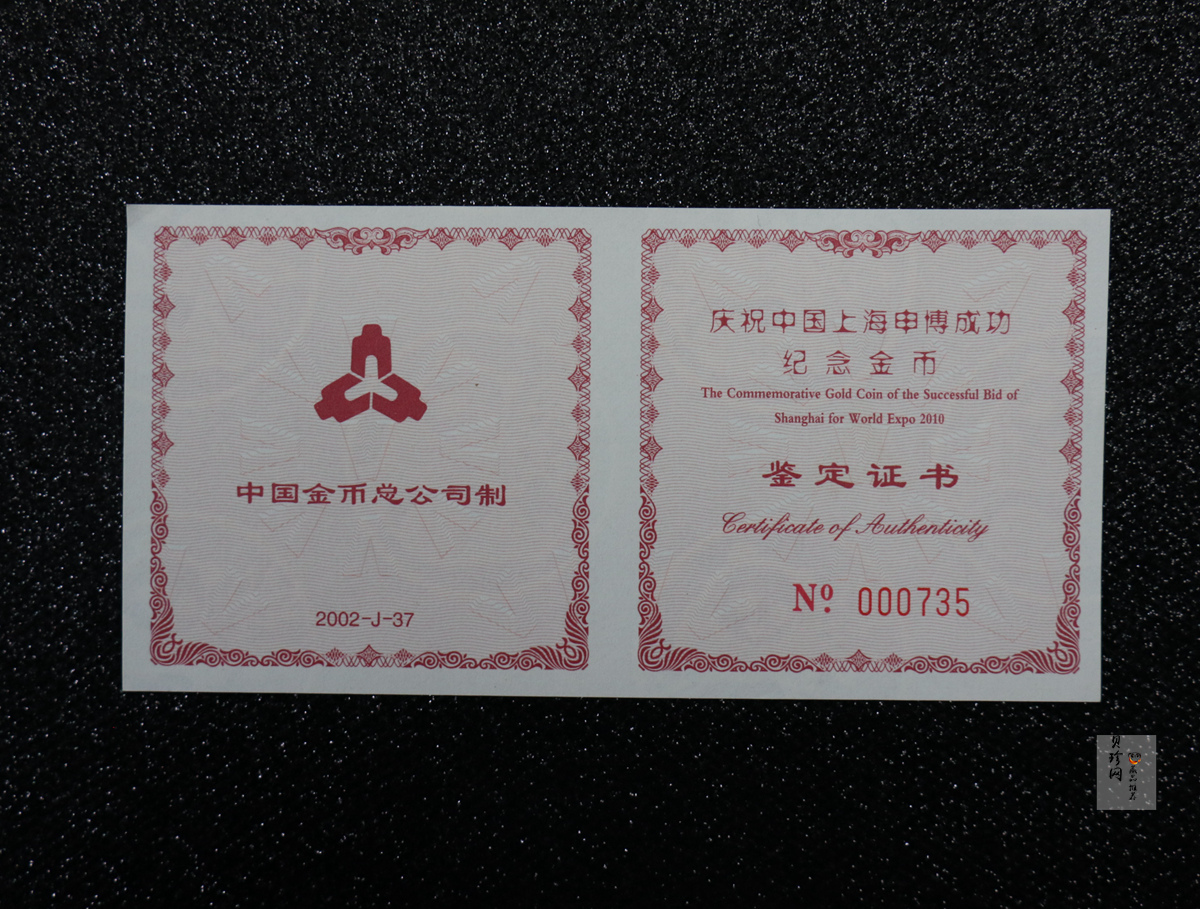 中国金币总公司制
2002-J-37
庆祝中国上海申博成功
纪念金币
The Commemorative Gold Coin of the Successful Bid of
Shanghai for World Expo 2010
鉴定证书
Certificate of Authenticity
Nº 000735